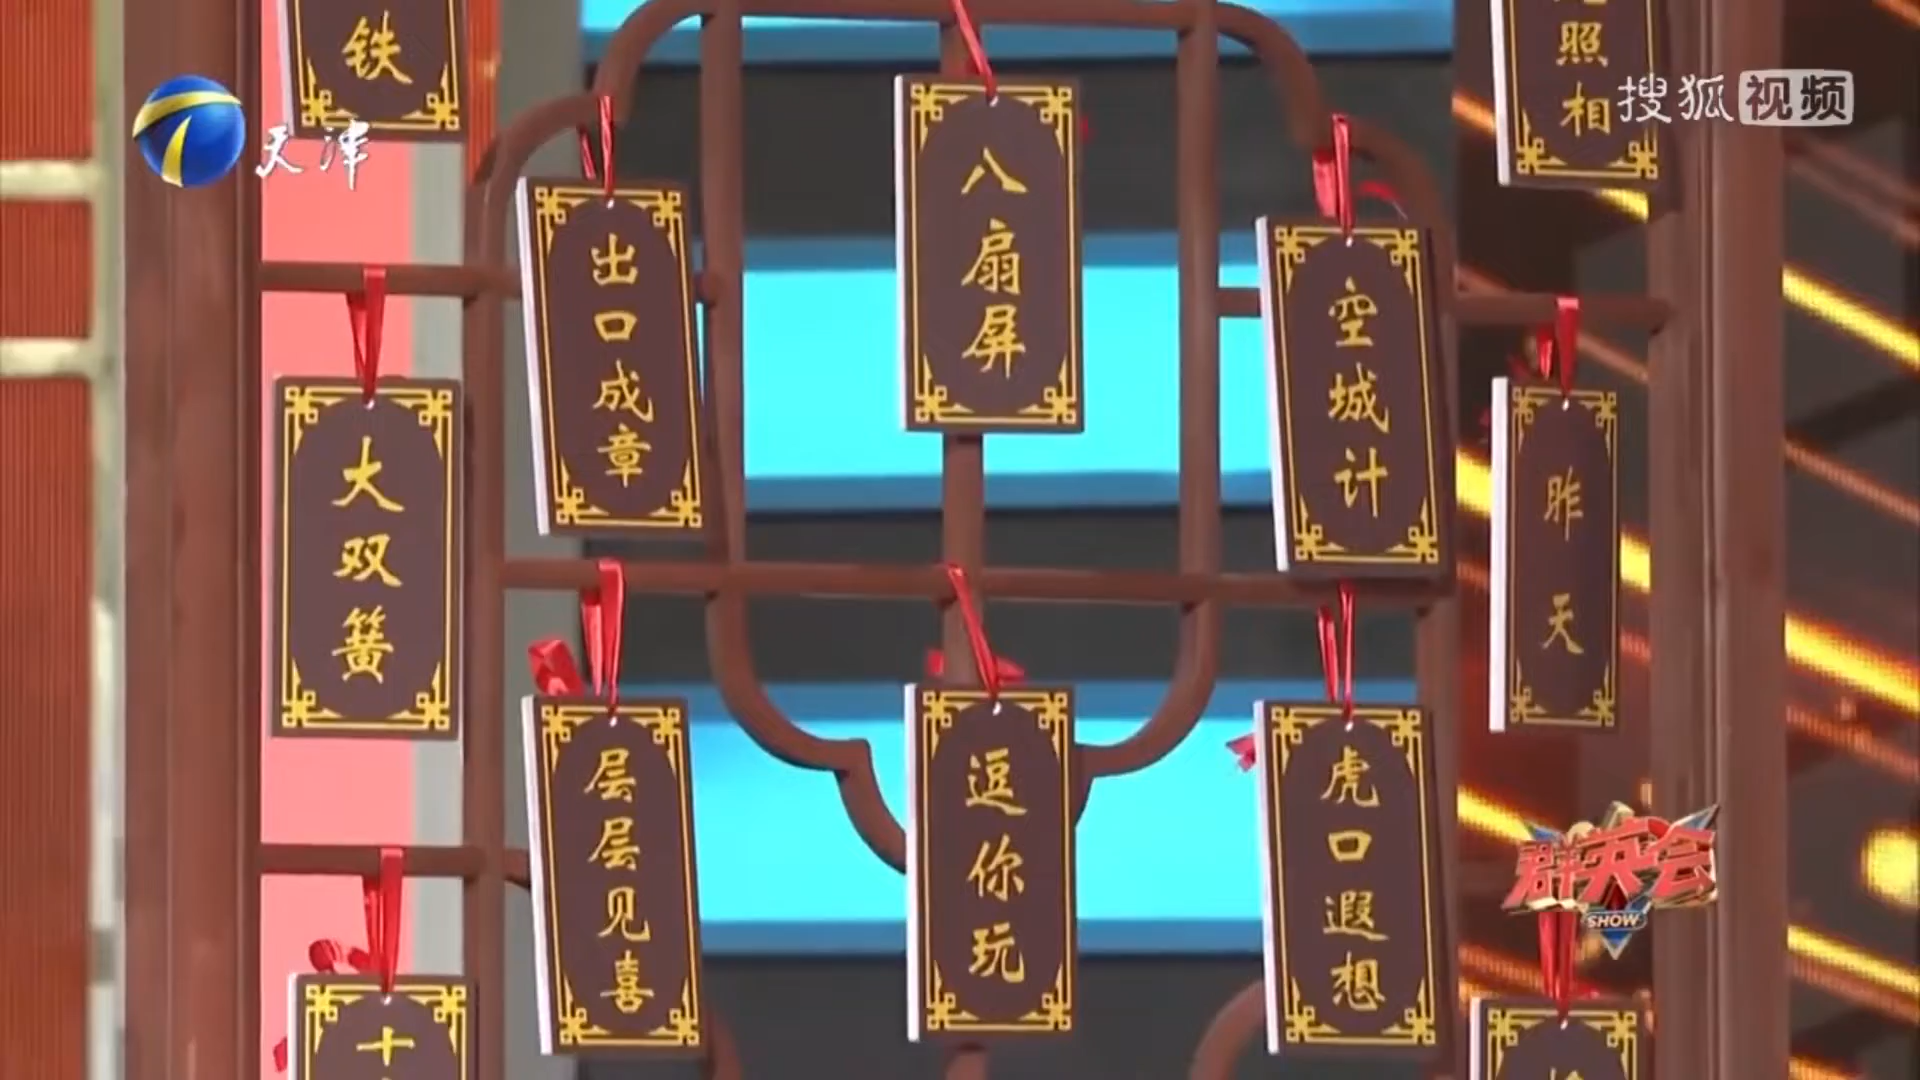 铁
照相
搜狐视频
天津
八扇屏
出口成章
空城计
大双簧
昨天
层层见喜
逗你玩
虎口遐想
群英会
SHOW
十